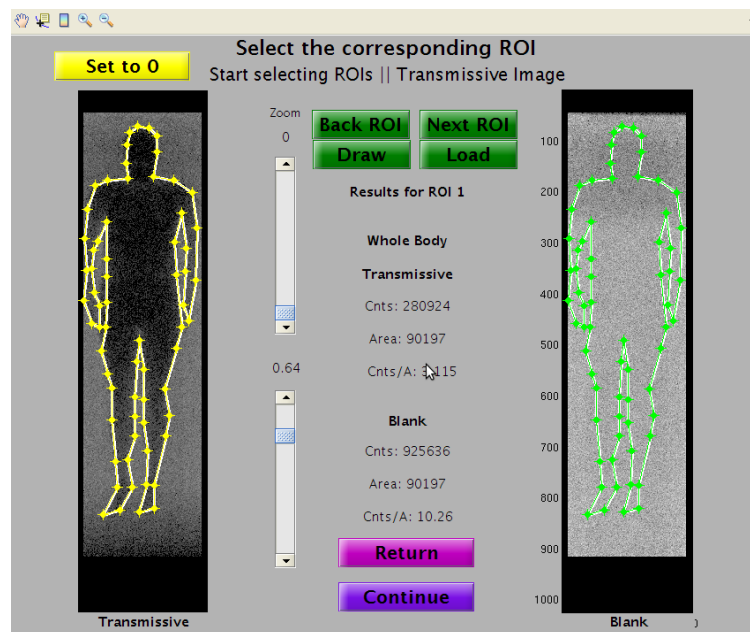 Select the corresponding ROI
Set to 0
Start selecting ROIs || Transmissive Image
Zoom
0
Back ROI
Next ROI
Draw
Load
Results for ROI 1
Whole Body
Transmissive
Cnts: 280924
Area: 90197
0.64
Cnts/A:
Blank
Cnts: 925636
Area: 90197
Cnts/A: 10.26
Return
Continue
100
200
300
400
500
600
700
800
900
1000
Transmissive
Blank